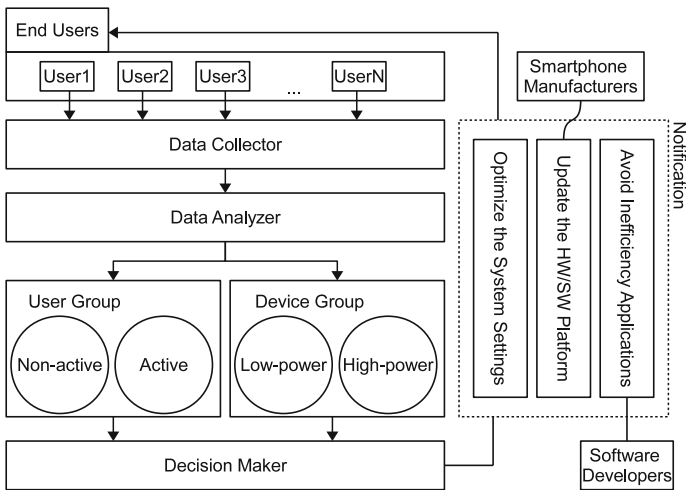 End Users
User1
User2
User3
...
UserN
Data Collector
Data Analyzer
User Group
Non-active
Active
Device Group
Low-power
High-power
Decision Maker
Smartphone
Manufacturers
Notification
Optimize the System Settings
Update the HW/SW Platform
Avoid Inefficiency Applications
Software
Developers